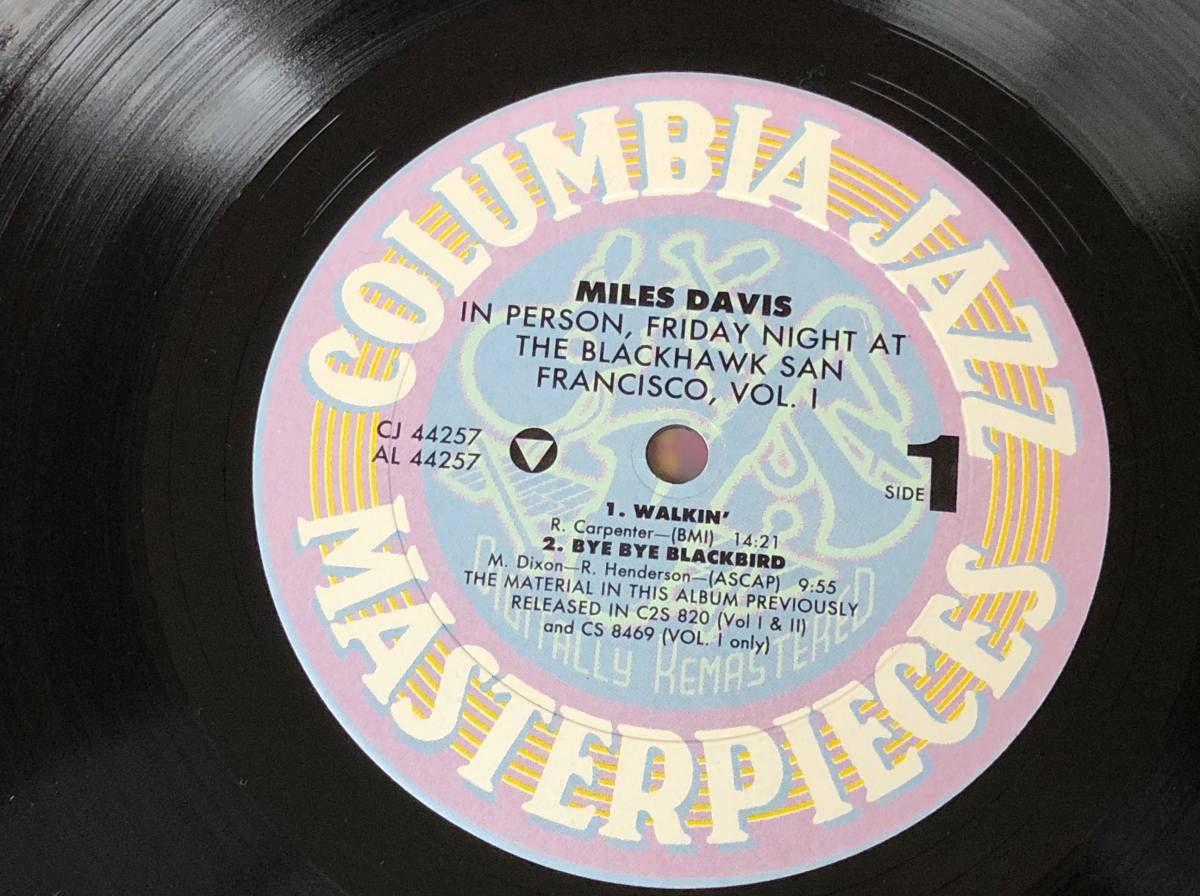 COLUMBIA JAZZ
MASTERPIECES
MILES DAVIS
IN PERSON, FRIDAY NIGHT AT
THE BLACKHAWK SAN
FRANCISCO, VOL. I
CJ 44257
AL 44257
SIDE 1
1. WALKIN'
R. Carpenter—(BMI) 14:21
2. BYE BYE BLACKBIRD
M. Dixon—R. Henderson—(ASCAP) 9:55
THE MATERIAL IN THIS ALBUM PREVIOUSLY
RELEASED IN C2S 820 (Vol I & II)
and CS 8469 (VOL. I only)
DIGITALLY REMASTERED